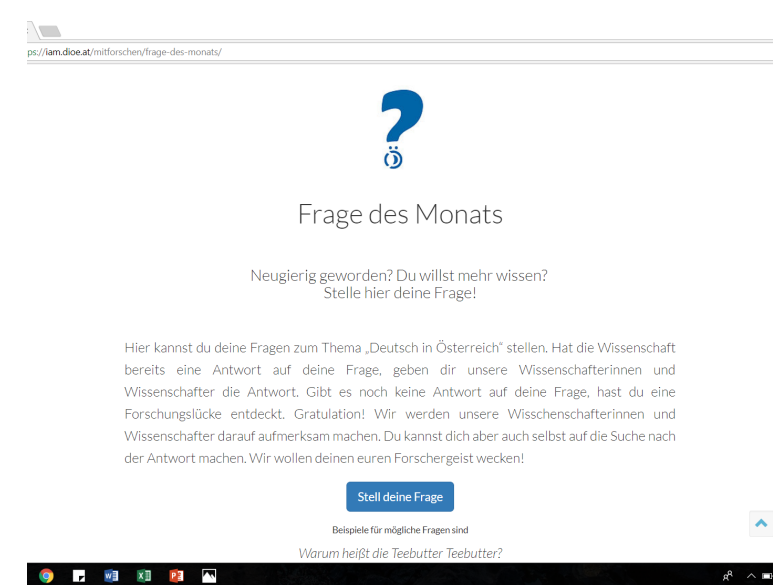 ps://iam.dioe.at/mitforschen/frage-des-monats/
?
Ö
Frage des Monats
Neugierig geworden? Du willst mehr wissen?
Stelle hier deine Frage!
Hier kannst du deine Fragen zum Thema „Deutsch in Österreich" stellen. Hat die Wissenschaft
bereits eine Antwort auf deine Frage, geben dir unsere Wissenschafterinnen und
Wissenschafter die Antwort. Gibt es noch keine Antwort auf deine Frage, hast du eine
Forschungslücke entdeckt. Gratulation! Wir werden unsere Wisschenschafterinnen und
Wissenschafter darauf aufmerksam machen. Du kannst dich aber auch selbst auf die Suche nach
der Antwort machen. Wir wollen deinen euren Forschergeist wecken!
Stell deine Frage
Beispiele für mögliche Fragen sind
Warum heißt die Teebutter Teebutter?